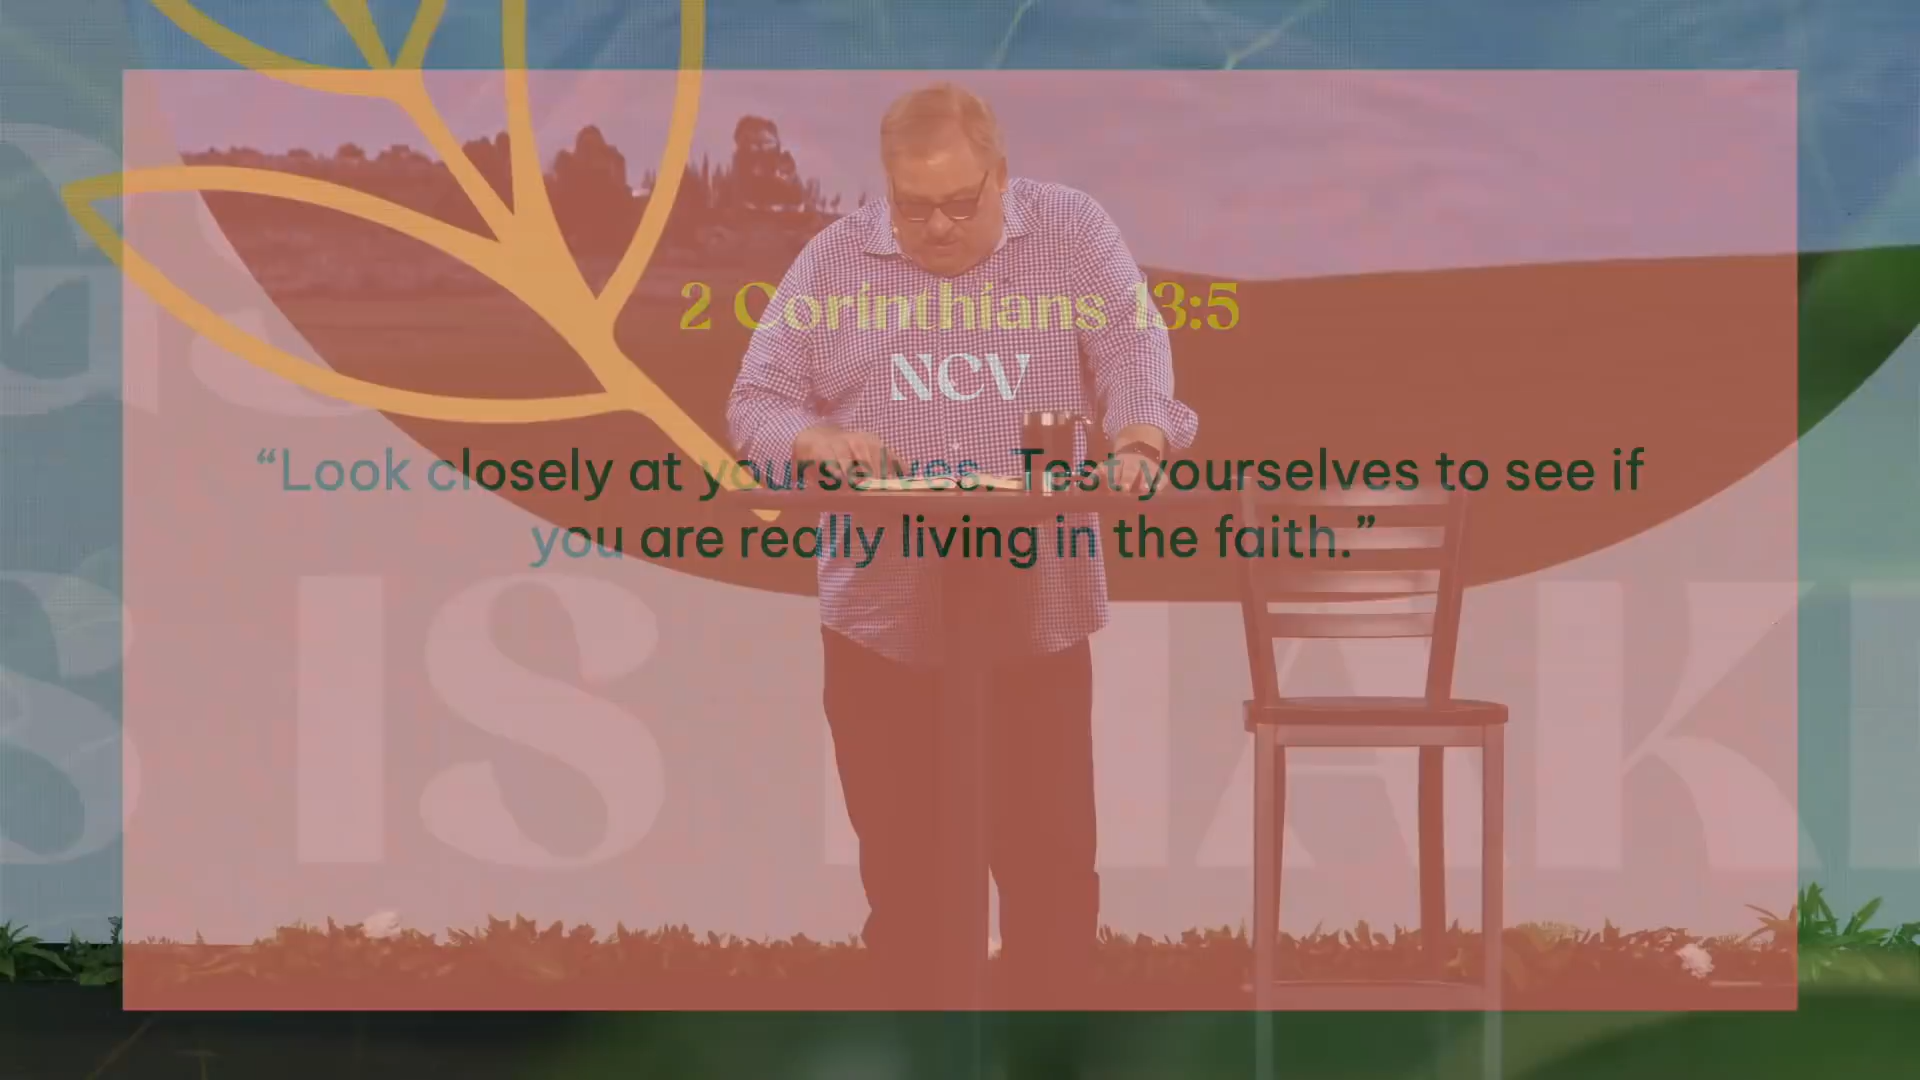 2 Corinthians 13:5
NCV
“Look closely at yourselves. Test yourselves to see if
you are really living in the faith.”
IS